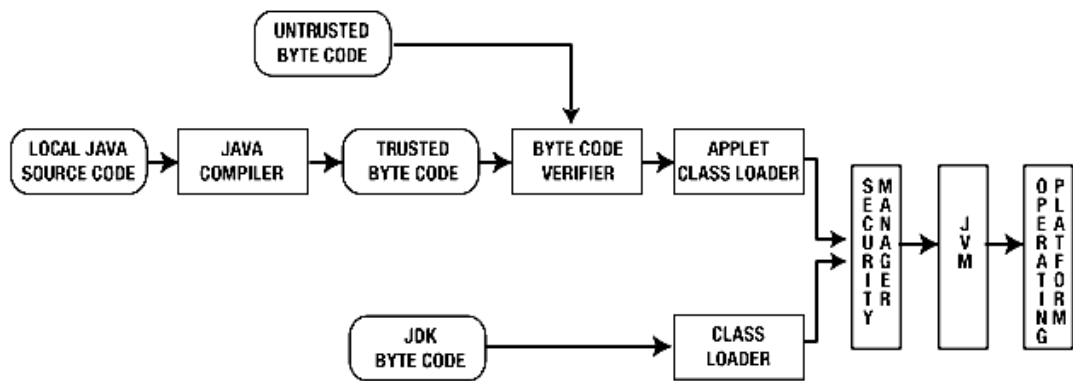 UNTRUSTED
BYTE CODE
LOCAL JAVA
SOURCE CODE
JAVA
COMPILER
TRUSTED
BYTE CODE
BYTE CODE
VERIFIER
APPLET
CLASS LOADER
SECURITY
MANAGER
JVM
OPERATING
PLATFORM
JDK
BYTE CODE
CLASS
LOADER